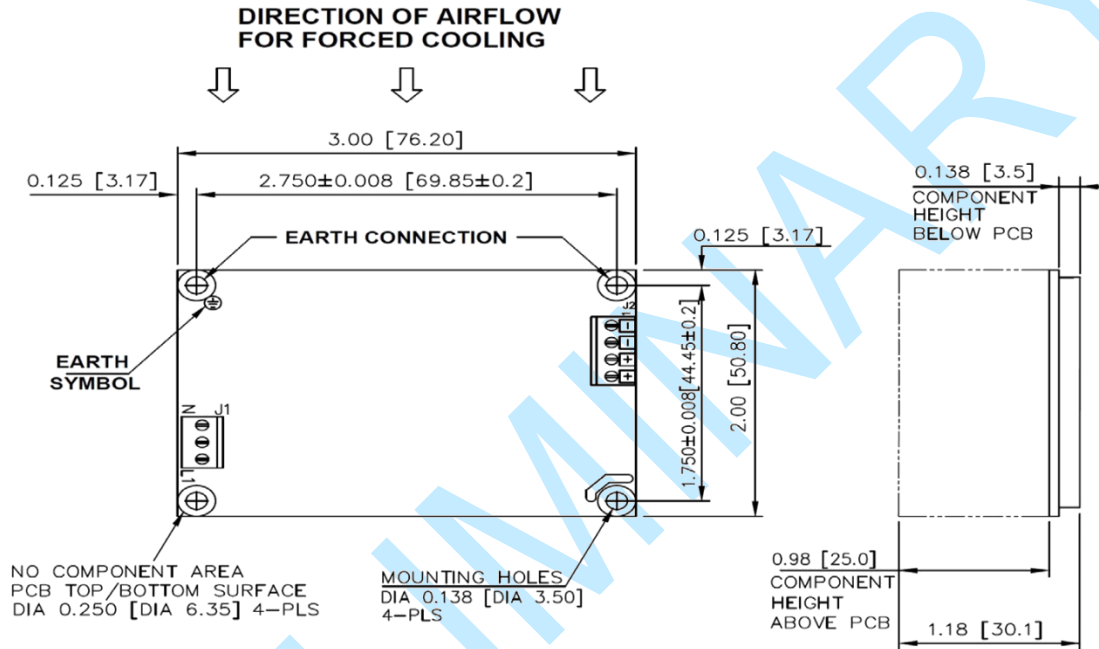 DIRECTION OF AIRFLOW
FOR FORCED COOLING
3.00 [76.20]
0.125 [3.17]
2.750±0.008 [69.85±0.2]
0.138 [3.5]
COMPONENT
HEIGHT
BELOW PCB
EARTH CONNECTION
0.125 [3.17]
J2
1
EARTH
SYMBOL
1.750±0.008[44.45±0.2]
2.00 [50.80]
N
J1
L1
NO COMPONENT AREA
PCB TOP/BOTTOM SURFACE
DIA 0.250 [DIA 6.35] 4-PLS
MOUNTING HOLES
DIA 0.138 [DIA 3.50]
4-PLS
0.98 [25.0]
COMPONENT
HEIGHT
ABOVE PCB
1.18 [30.1]
IMINARY